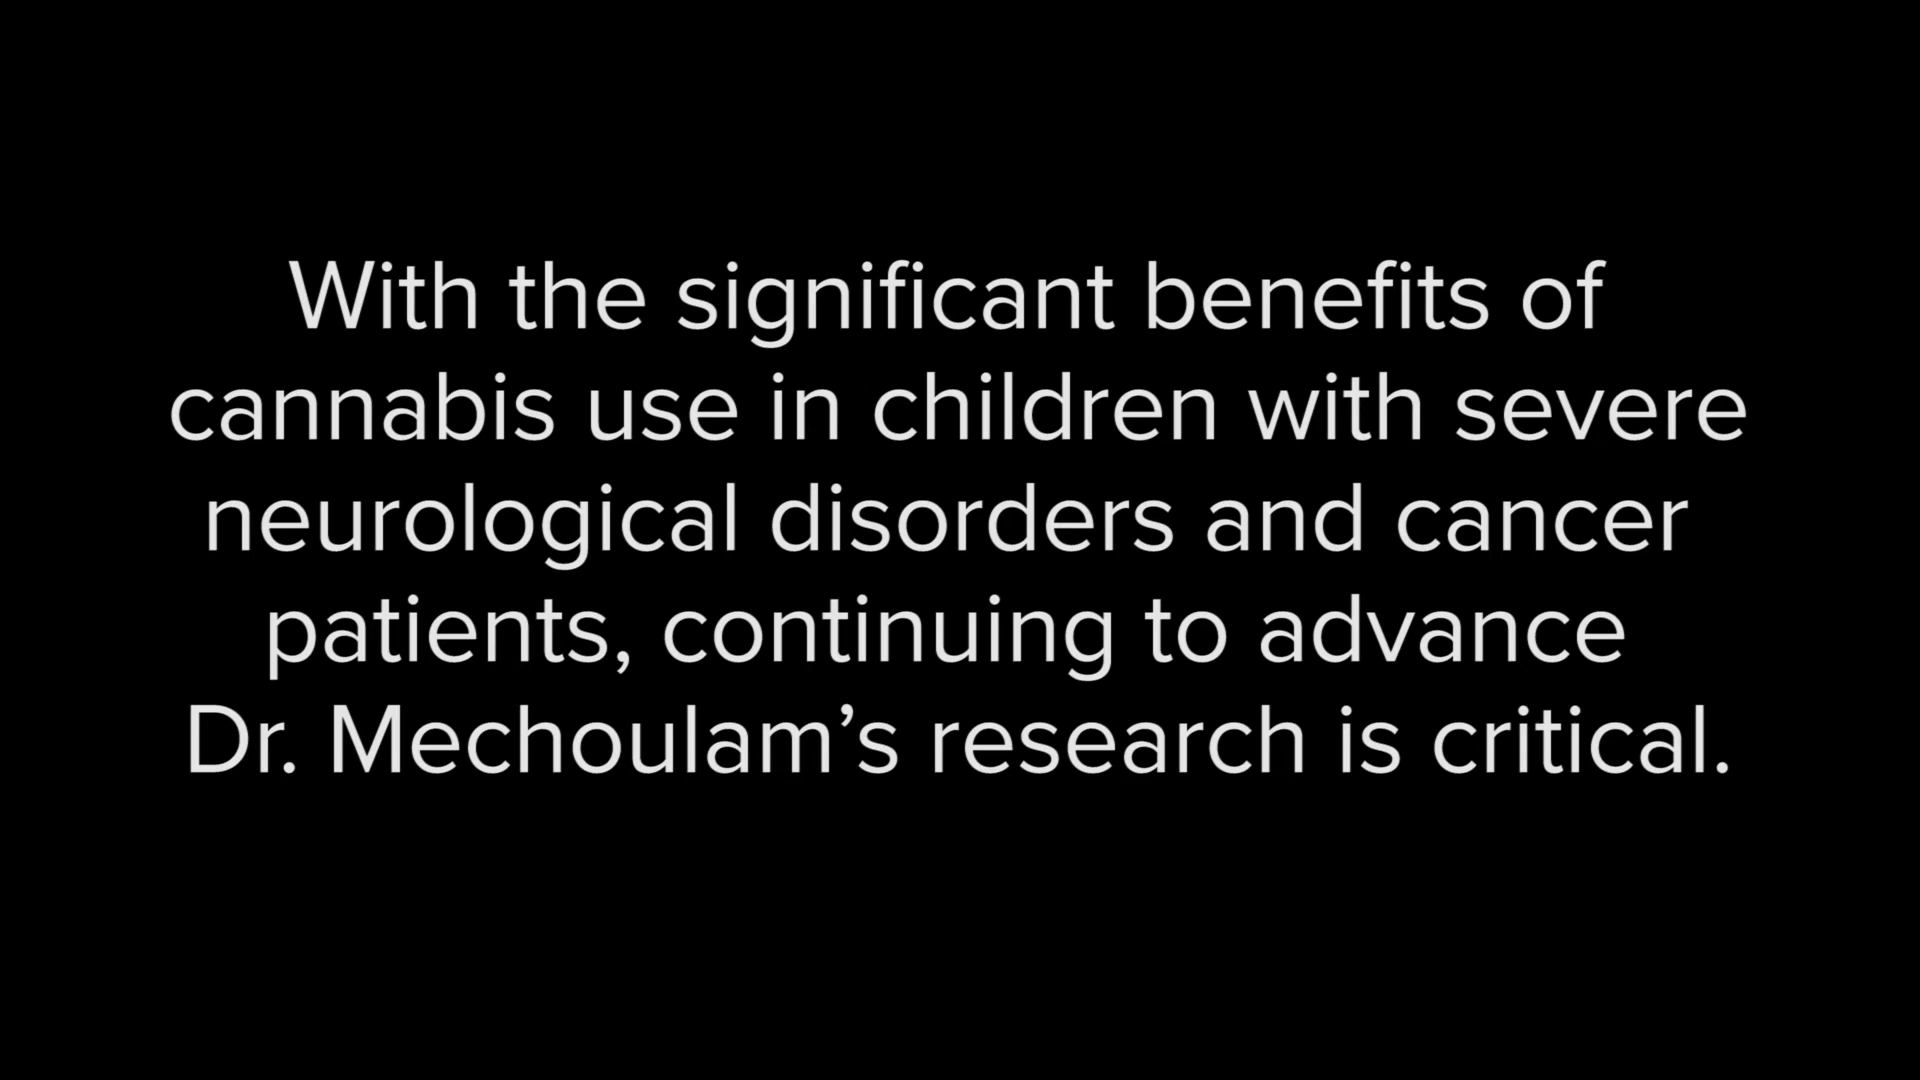 With the significant benefits of
cannabis use in children with severe
neurological disorders and cancer
patients, continuing to advance
Dr. Mechoulam’s research is critical.